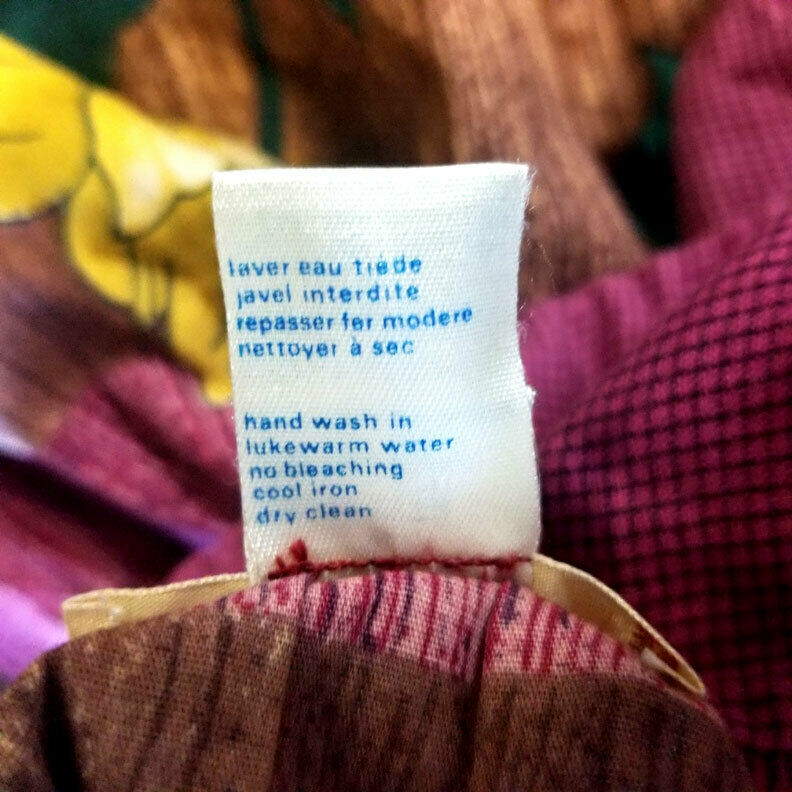 laver eau tiède
javel interdite
repasser fer modere
nettoyer à sec
hand wash in
lukewarm water
no bleaching
cool iron
dry clean